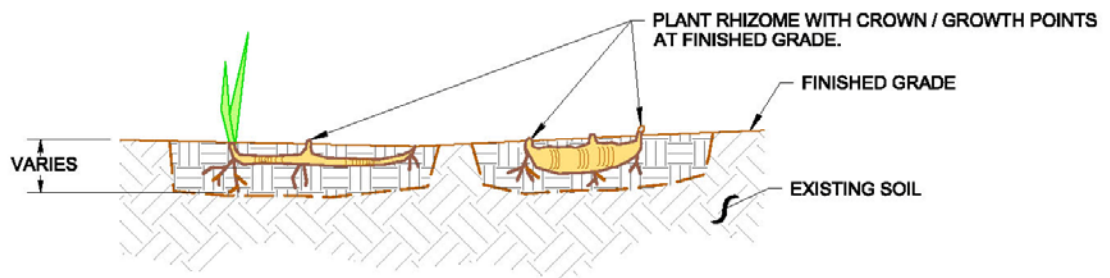 PLANT RHIZOME WITH CROWN / GROWTH POINTS
AT FINISHED GRADE.
FINISHED GRADE
VARIES
EXISTING SOIL